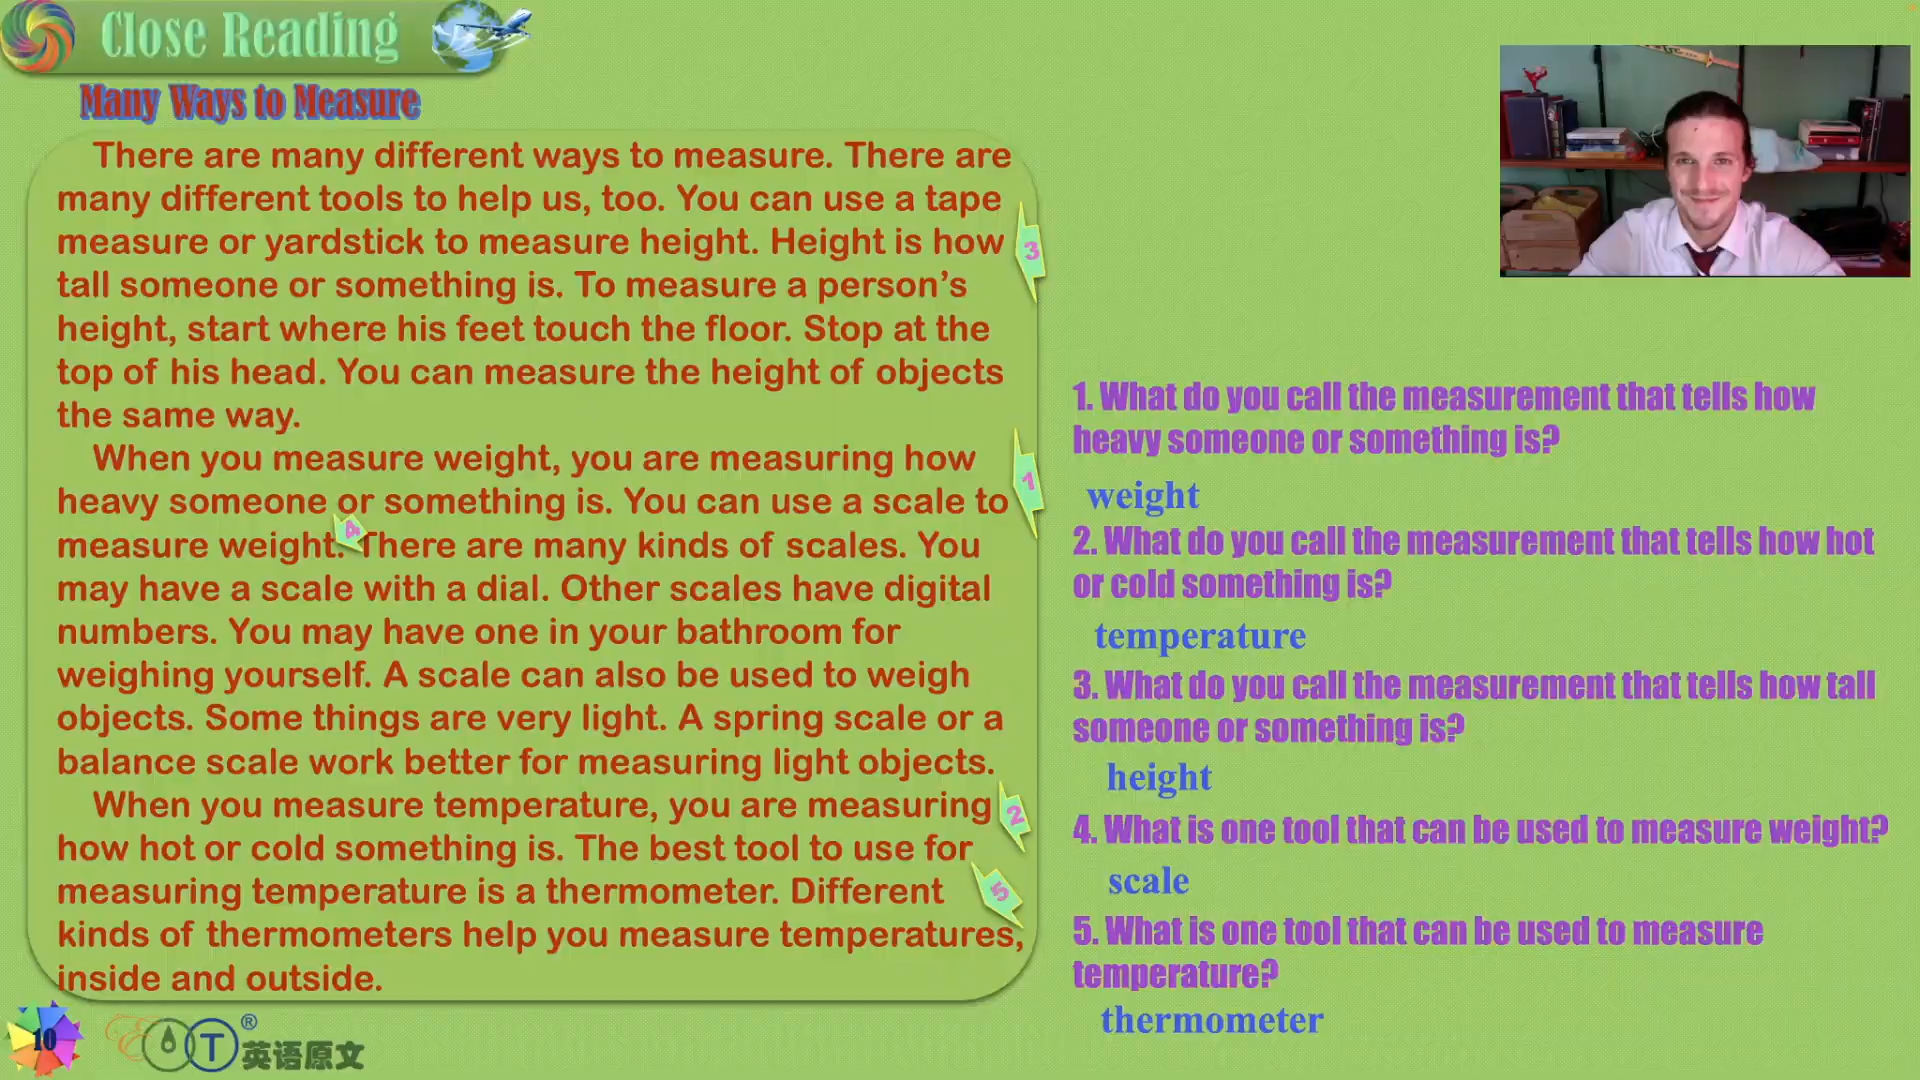 Close Reading
Many Ways to Measure
There are many different ways to measure. There are
many different tools to help us, too. You can use a tape
measure or yardstick to measure height. Height is how
tall someone or something is. To measure a person’s
height, start where his feet touch the floor. Stop at the
top of his head. You can measure the height of objects
the same way.
When you measure weight, you are measuring how
heavy someone or something is. You can use a scale to
measure weight. There are many kinds of scales. You
may have a scale with a dial. Other scales have digital
numbers. You may have one in your bathroom for
weighing yourself. A scale can also be used to weigh
objects. Some things are very light. A spring scale or a
balance scale work better for measuring light objects.
When you measure temperature, you are measuring
how hot or cold something is. The best tool to use for
measuring temperature is a thermometer. Different
kinds of thermometers help you measure temperatures,
inside and outside.
3
1
4
2
5
1. What do you call the measurement that tells how
heavy someone or something is?
weight
2. What do you call the measurement that tells how hot
or cold something is?
temperature
3. What do you call the measurement that tells how tall
someone or something is?
height
4. What is one tool that can be used to measure weight?
scale
5. What is one tool that can be used to measure
temperature?
thermometer
10
T® 英语原文